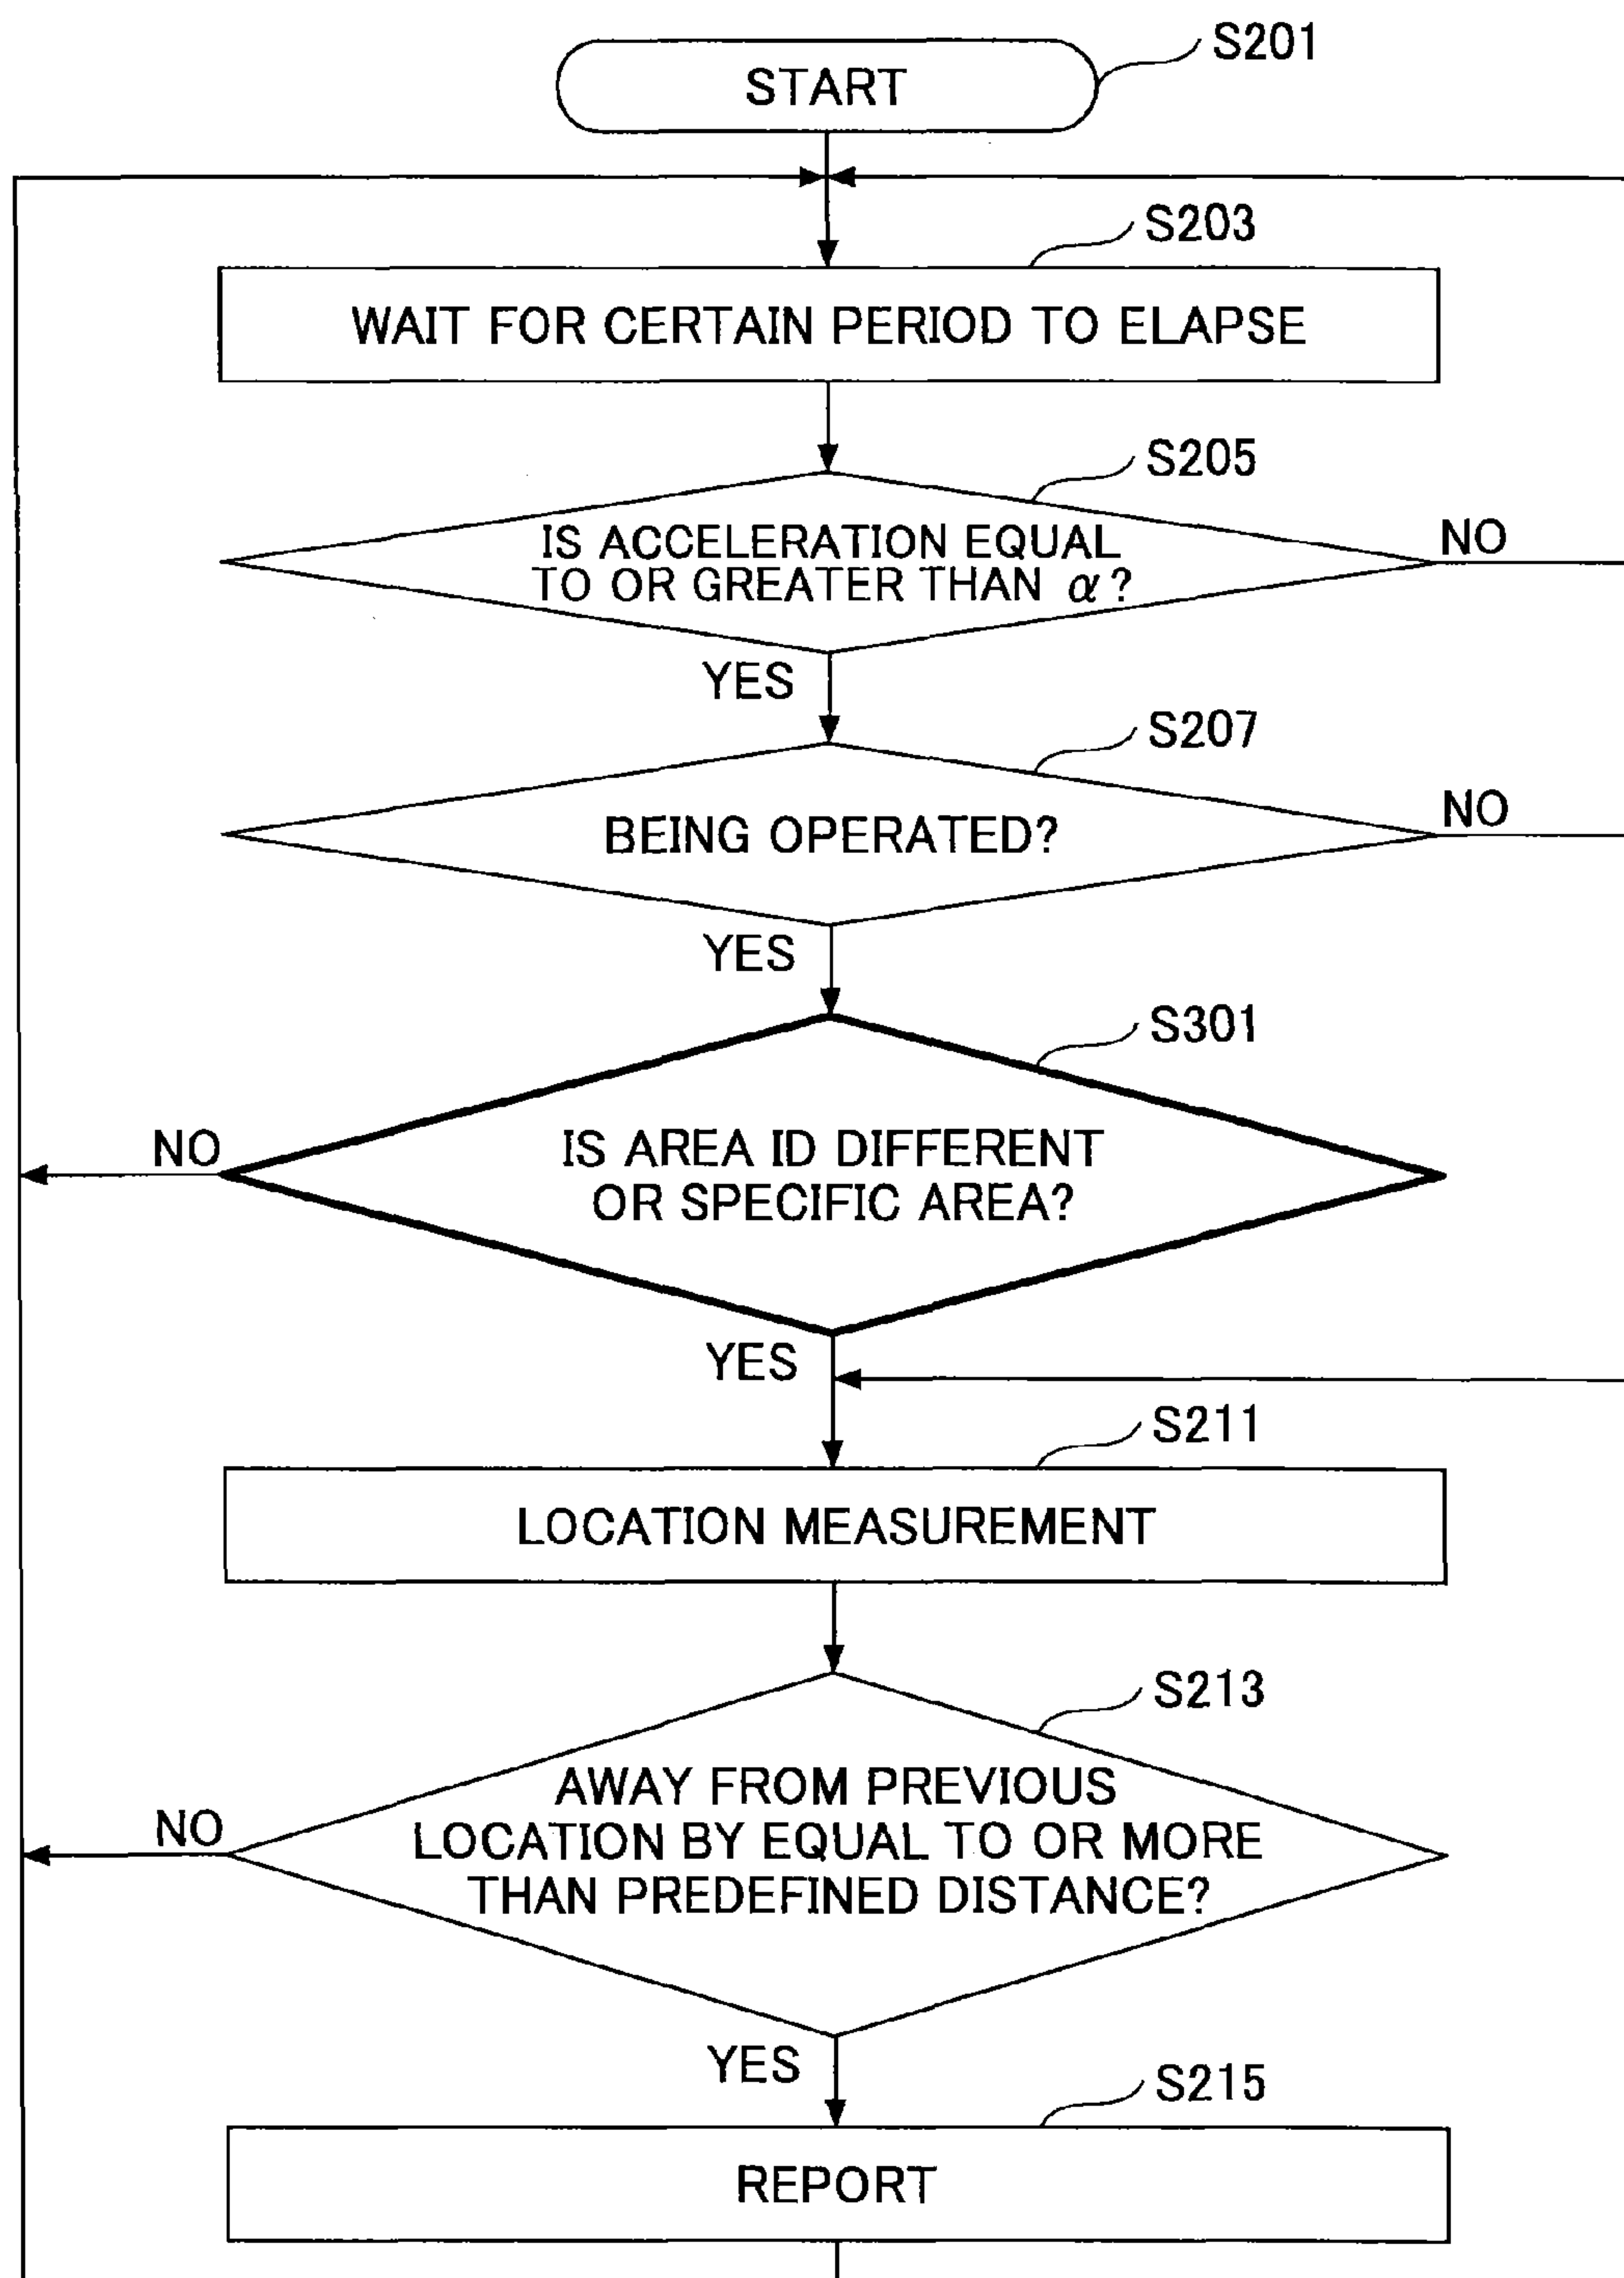 S201
START
S203
WAIT FOR CERTAIN PERIOD TO ELAPSE
S205
IS ACCELERATION EQUAL
TO OR GREATER THAN α?
NO
YES
S207
BEING OPERATED?
NO
YES
S301
IS AREA ID DIFFERENT
OR SPECIFIC AREA?
NO
YES
S211
LOCATION MEASUREMENT
S213
AWAY FROM PREVIOUS
LOCATION BY EQUAL TO OR MORE
THAN PREDEFINED DISTANCE?
NO
YES
S215
REPORT